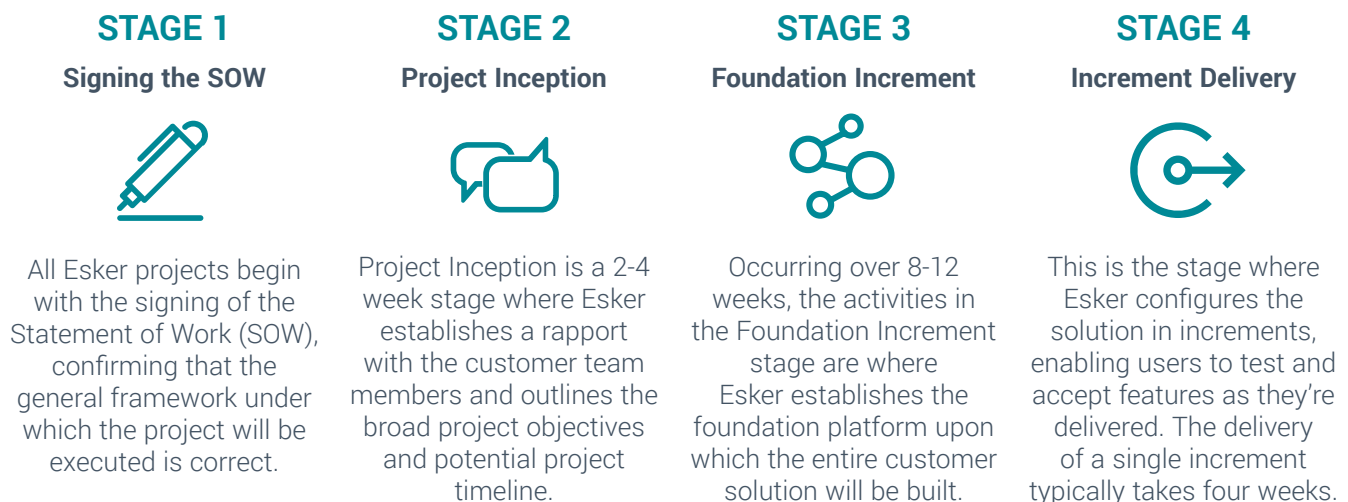 STAGE 1
Signing the SOW
All Esker projects begin
with the signing of the
Statement of Work (SOW),
confirming that the
general framework under
which the project will be
executed is correct.
STAGE 2
Project Inception
Project Inception is a 2-4
week stage where Esker
establishes a rapport
with the customer team
members and outlines the
broad project objectives
and potential project
timeline.
STAGE 3
Foundation Increment
Occurring over 8-12
weeks, the activities in
the Foundation Increment
stage are where
Esker establishes the
foundation platform upon
which the entire customer
solution will be built.
STAGE 4
Increment Delivery
This is the stage where
Esker configures the
solution in increments,
enabling users to test and
accept features as they’re
delivered. The delivery
of a single increment
typically takes four weeks.